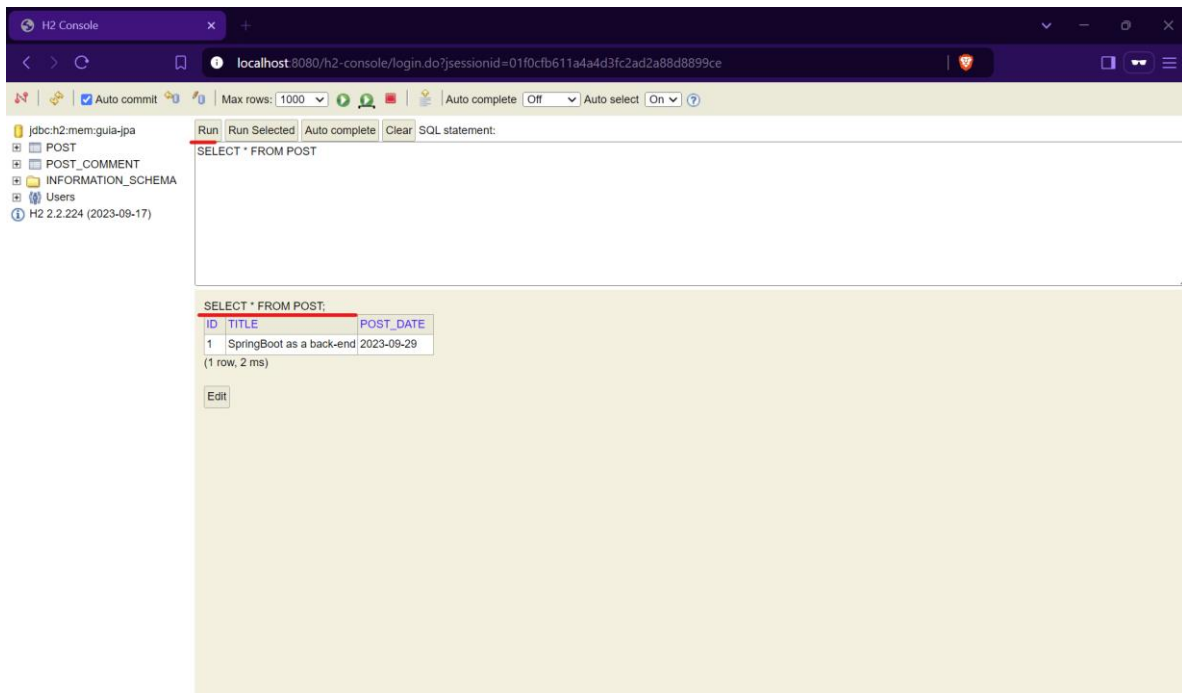 H2 Console
localhost:8080/h2-console/login.do?jsessionid=01f0cfb611a4a4d3fc2ad2a88d8899ce
Auto commit Max rows: 1000 Auto complete Off Auto select On
jdbc:h2:mem:guia-jpa
POST
POST_COMMENT
INFORMATION_SCHEMA
Users
H2 2.2.224 (2023-09-17)
Run Run Selected Auto complete Clear SQL statement:
SELECT * FROM POST
SELECT * FROM POST;
ID TITLE POST_DATE
1 SpringBoot as a back-end 2023-09-29
(1 row, 2 ms)
Edit